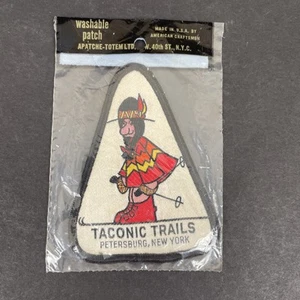 washable
patch
MADE IN U.S.A. BY
AMERICAN CRAFTSMEN
APATCHE-TOTEM LTD. W. 40th ST., N.Y.C.
TACONIC TRAILS
PETERSBURG, NEW YORK